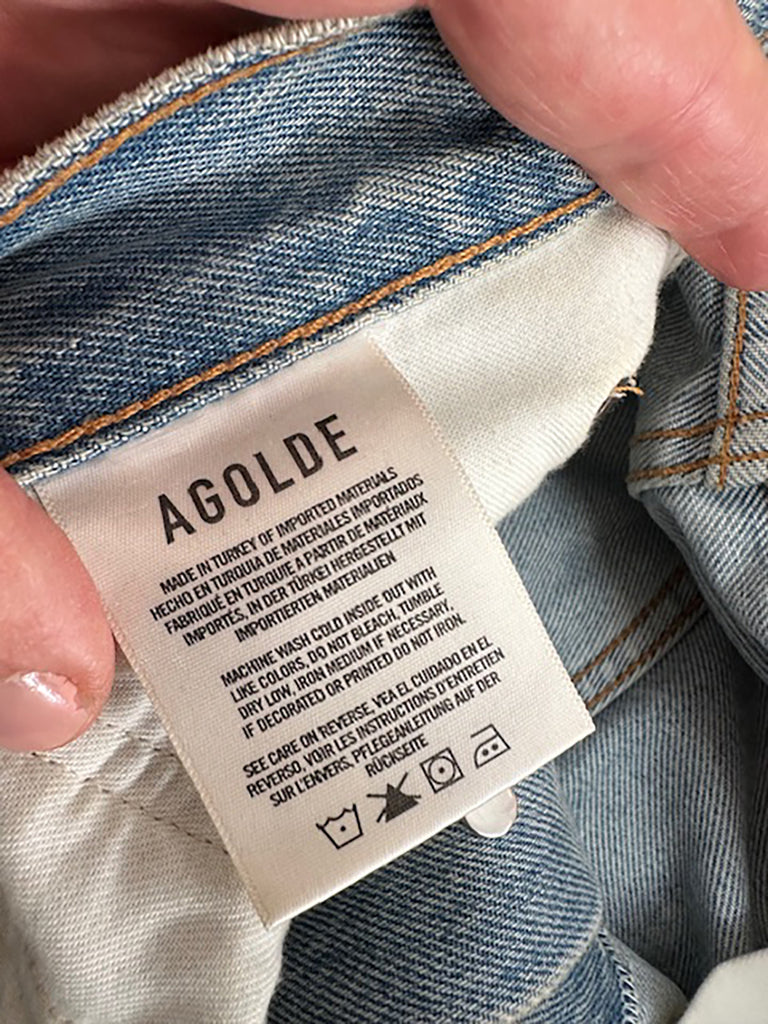 AGOLDE
MADE IN TURKEY OF IMPORTED MATERIALS
HECHO EN TURQUIA DE MATERIALES IMPORTADOS
FABRIQUÉ EN TURQUIE A PARTIR DE MATÉRIAUX
IMPORTÉS, IN DER TÜRKEI HERGESTELLT MIT
IMPORTIERTEN MATERIALIEN
MACHINE WASH COLD INSIDE OUT WITH
LIKE COLORS, DO NOT BLEACH, TUMBLE
DRY LOW, IRON MEDIUM IF NECESSARY,
IF DECORATED OR PRINTED DO NOT IRON.
SEE CARE ON REVERSE, VEA EL CUIDADO EN EL
REVERSO, VOIR LES INSTRUCTIONS D'ENTRETIEN
SUR L'ENVERS, PFLEGEANLEITUNG AUF DER
RÜCKSEITE